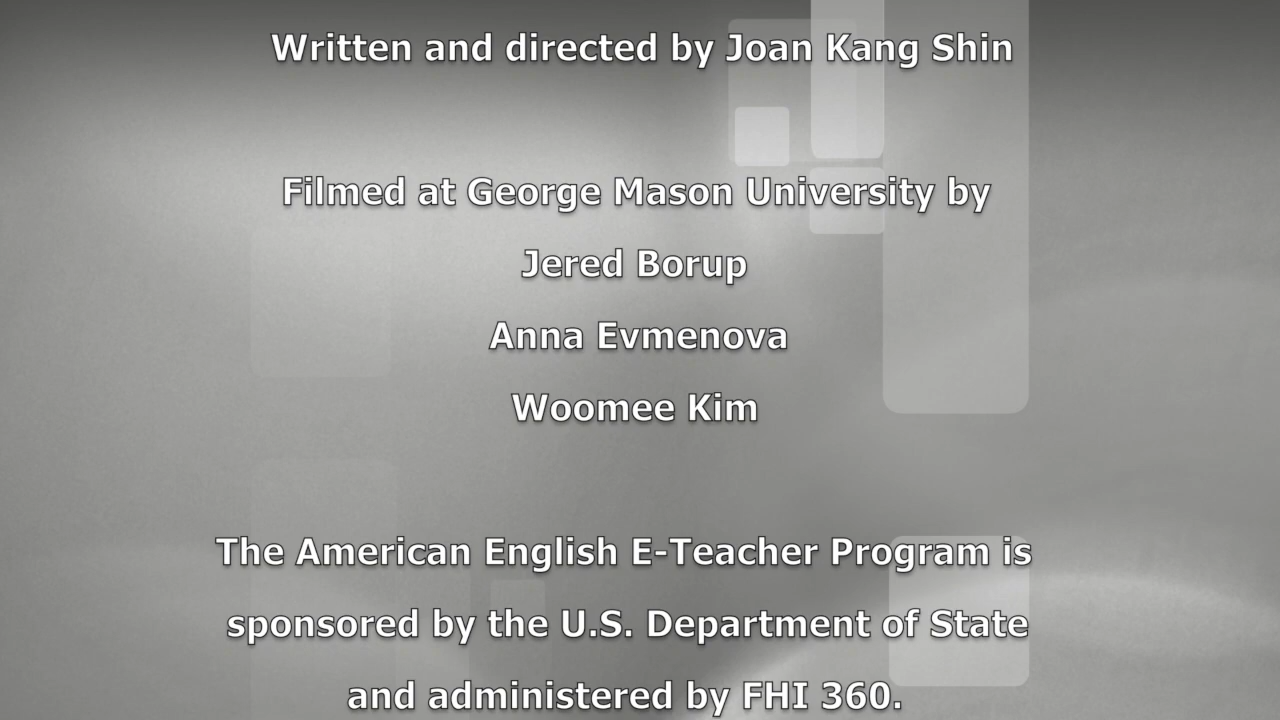 Written and directed by Joan Kang Shin
Filmed at George Mason University by
Jered Borup
Anna Evmenova
Woomee Kim
The American English E-Teacher Program is
sponsored by the U.S. Department of State
and administered by FHI 360.